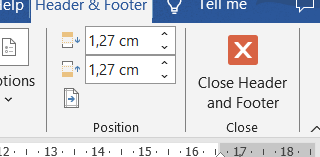 Help Header & Footer Tell me
1,27 cm
1,27 cm
Close Header
and Footer
Position Close
12 13 14 15 16 17 18